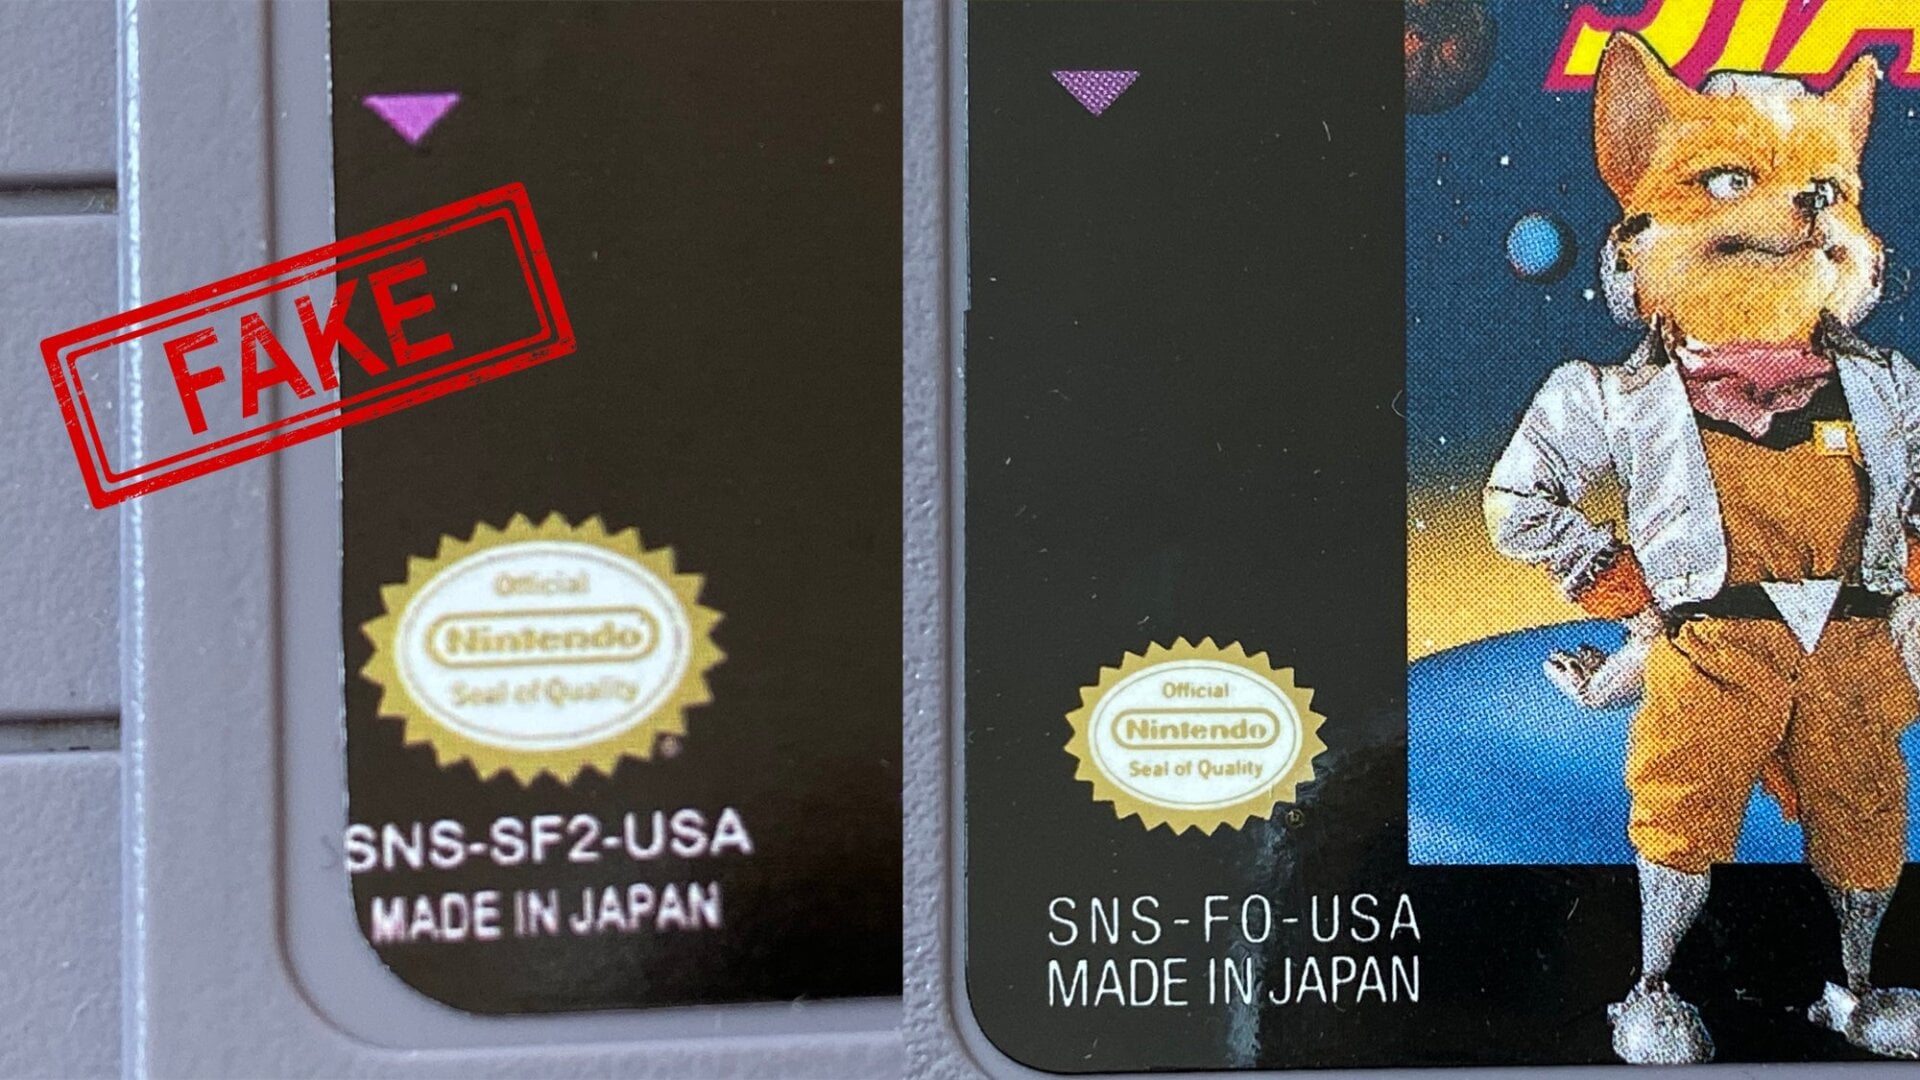 FAKE
Official
Nintendo
Seal of Quality
SNS-SF2-USA
MADE IN JAPAN
Official
Nintendo
Seal of Quality
SNS-FO-USA
MADE IN JAPAN